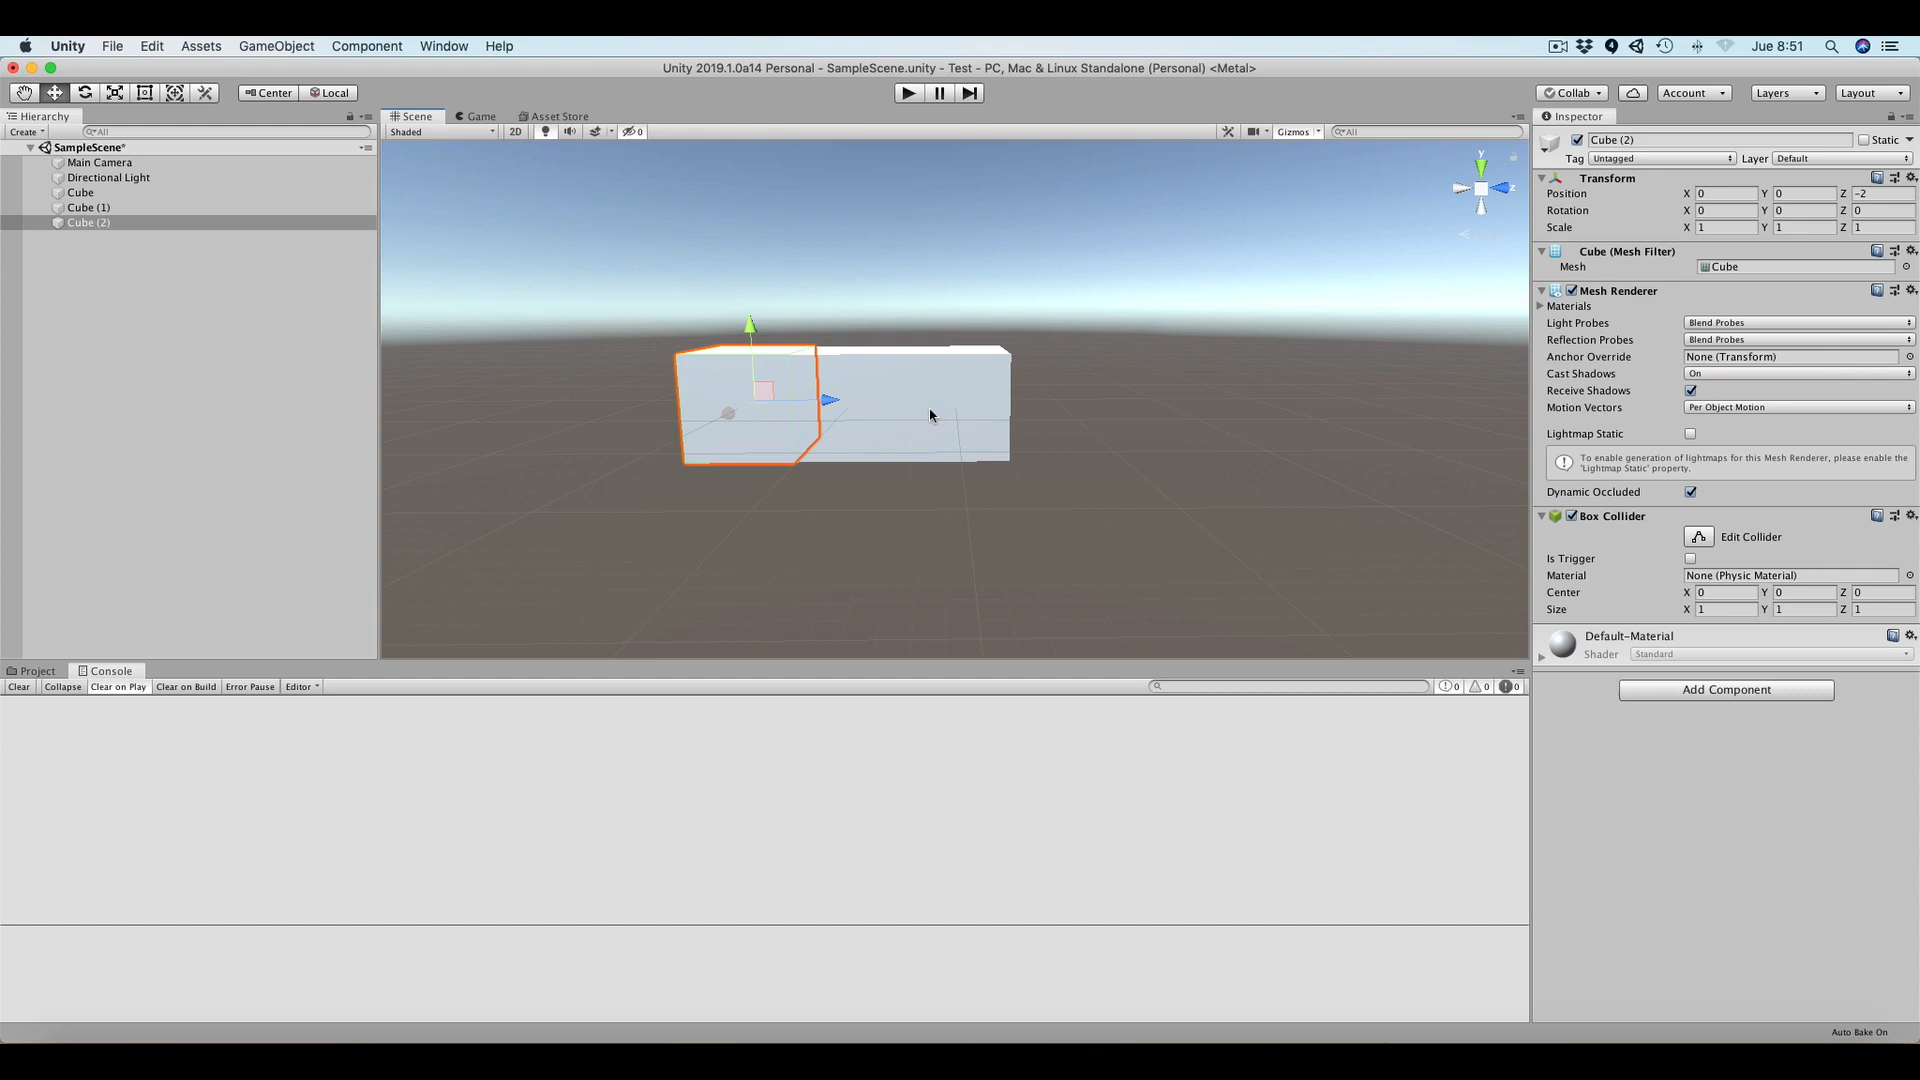 Unity File Edit Assets GameObject Component Window Help Jue 8:51
Unity 2019.1.0a14 Personal - SampleScene.unity - Test - PC, Mac & Linux Standalone (Personal) <Metal>
Center Local Collab Account Layers Layout
Hierarchy Scene Game Asset Store Inspector
Create All Shaded 2D 0 Gizmos All
SampleScene*
Main Camera
Directional Light
Cube
Cube (1)
Cube (2)
y
z
Cube (2) Static
Tag Untagged Layer Default
Transform
Position X 0 Y 0 Z -2
Rotation X 0 Y 0 Z 0
Scale X 1 Y 1 Z 1
Cube (Mesh Filter)
Mesh Cube
Mesh Renderer
Materials
Light Probes Blend Probes
Reflection Probes Blend Probes
Anchor Override None (Transform)
Cast Shadows On
Receive Shadows
Motion Vectors Per Object Motion
Lightmap Static
To enable generation of lightmaps for this Mesh Renderer, please enable the
'Lightmap Static' property.
Dynamic Occluded
Box Collider
Edit Collider
Is Trigger
Material None (Physic Material)
Center X 0 Y 0 Z 0
Size X 1 Y 1 Z 1
Default-Material
Shader Standard
Add Component
Project Console
Clear Collapse Clear on Play Clear on Build Error Pause Editor 0 0 0
Auto Bake On